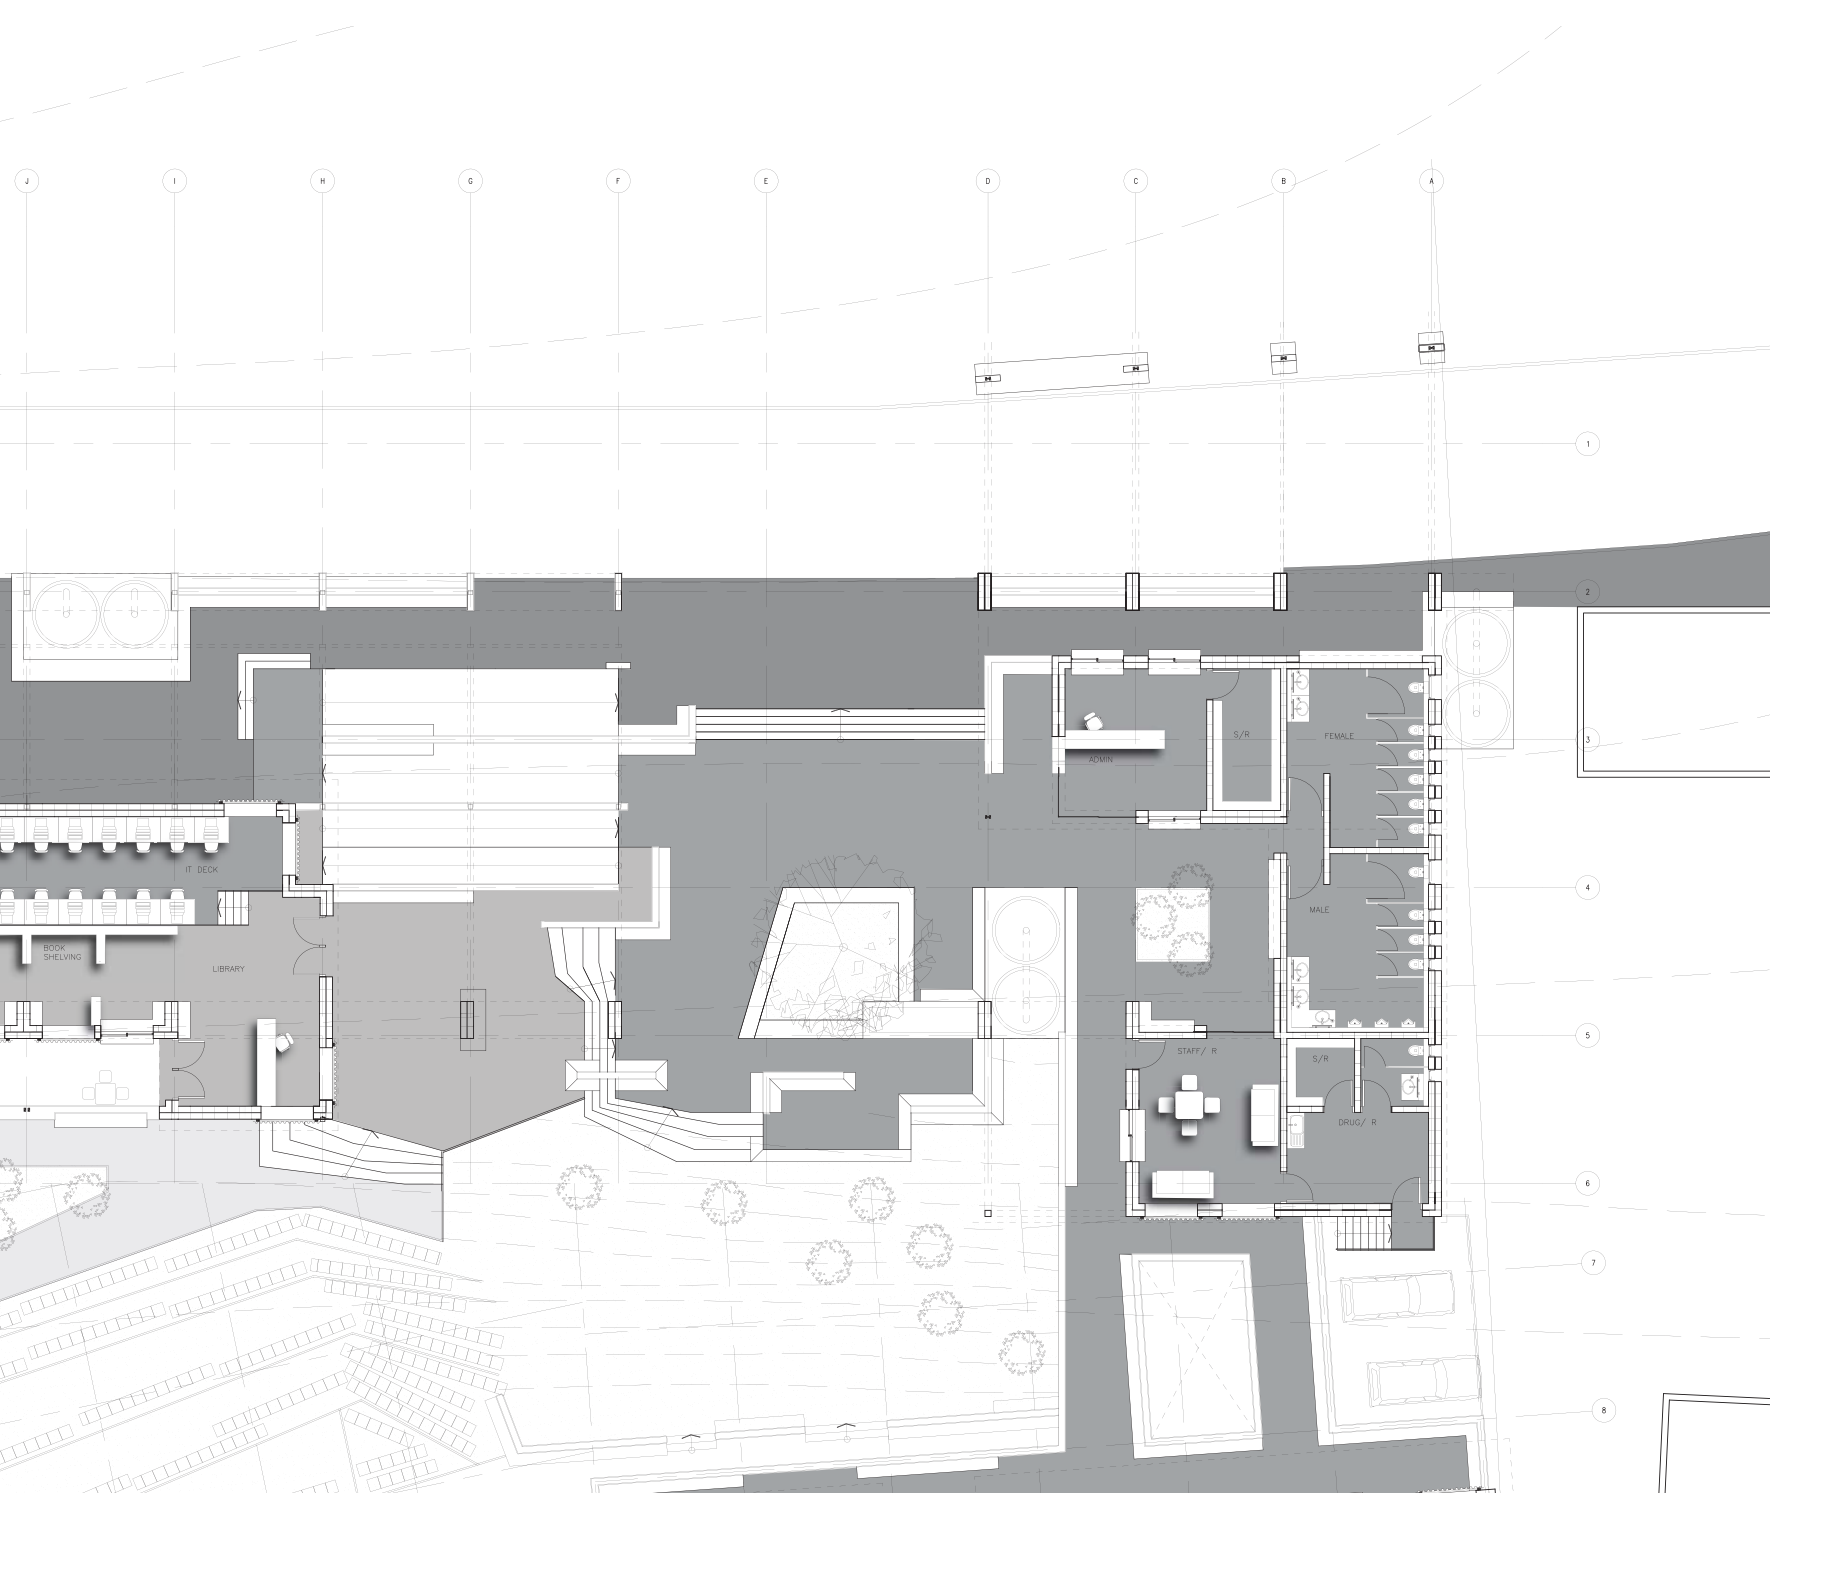 J I H G F E D C B A
1
2
3
S/R
FEMALE
ADMIN
IT DECK
4
MALE
BOOK
SHELVING
LIBRARY
5
STAFF/ R
S/R
DRUG/ R
6
7
8